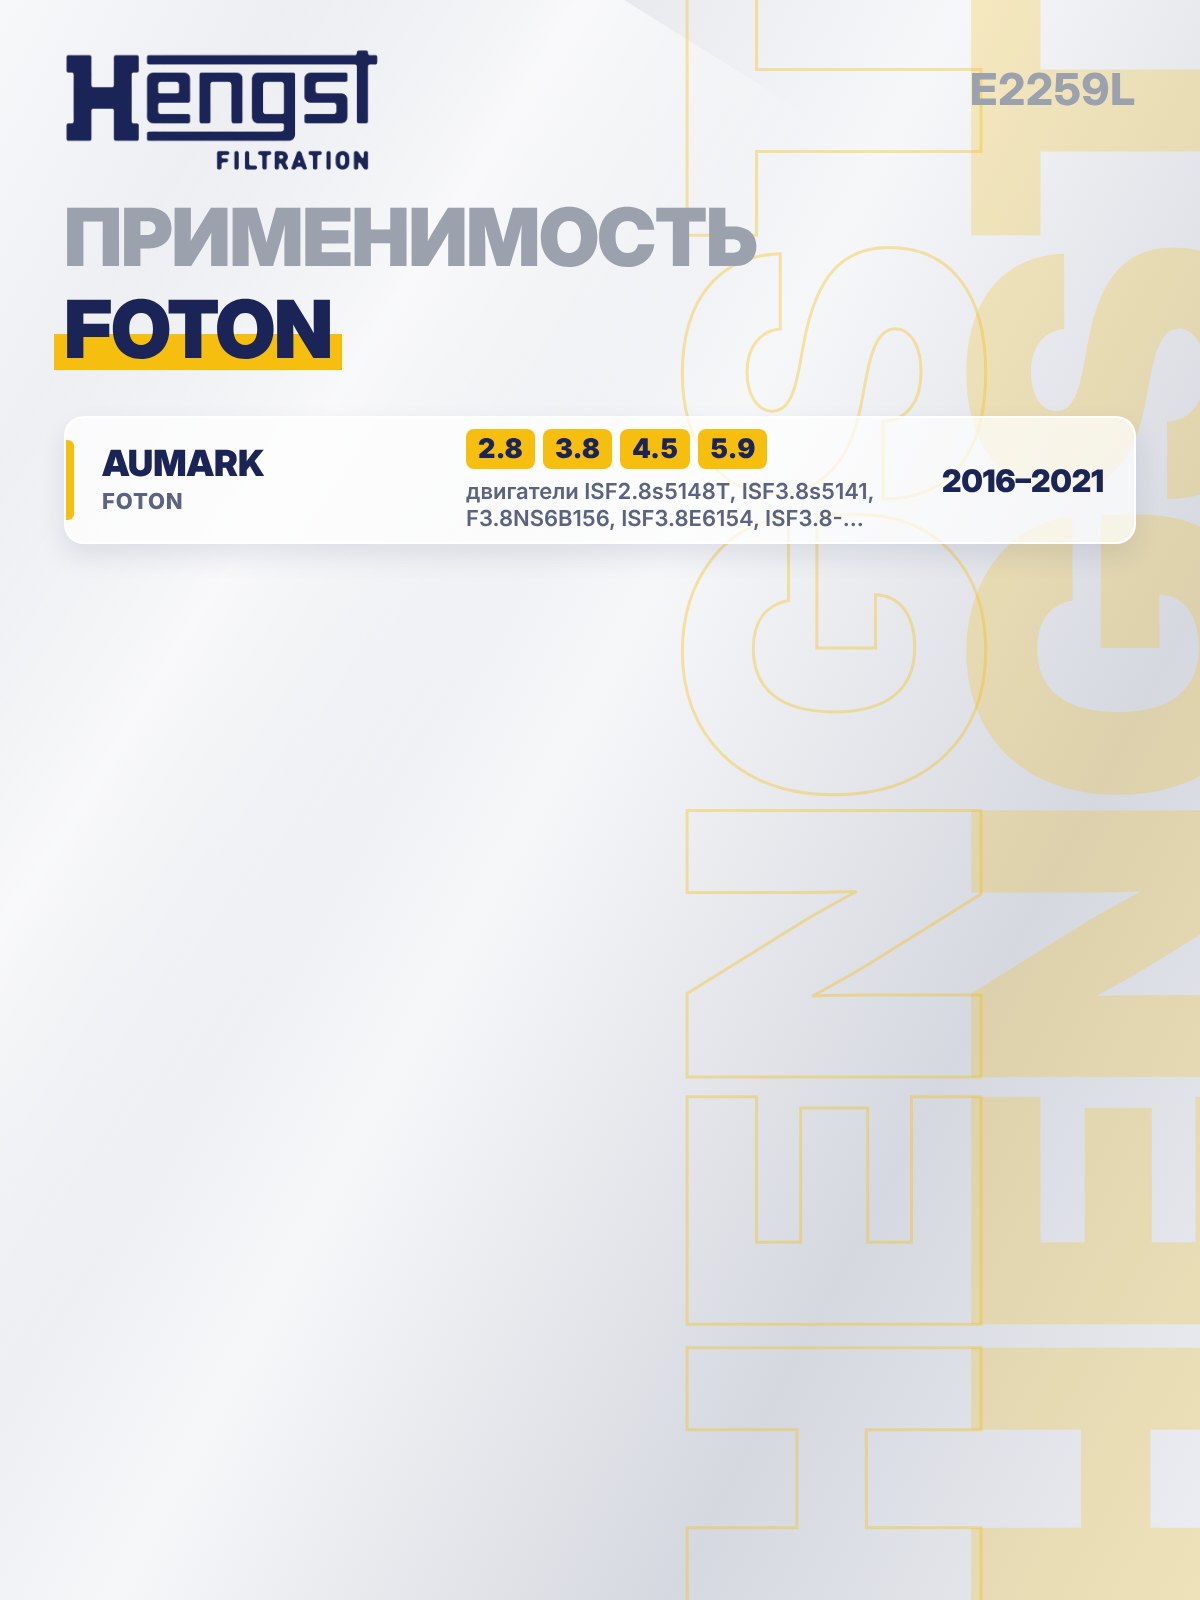 Hengst
FILTRATION
E2259L
ПРИМЕНИМОСТЬ
FOTON
AUMARK
FOTON
2.8 3.8 4.5 5.9
двигатели ISF2.8s5148T, ISF3.8s5141,
F3.8NS6B156, ISF3.8E6154, ISF3.8-...
2016–2021
HENGST
HENGST